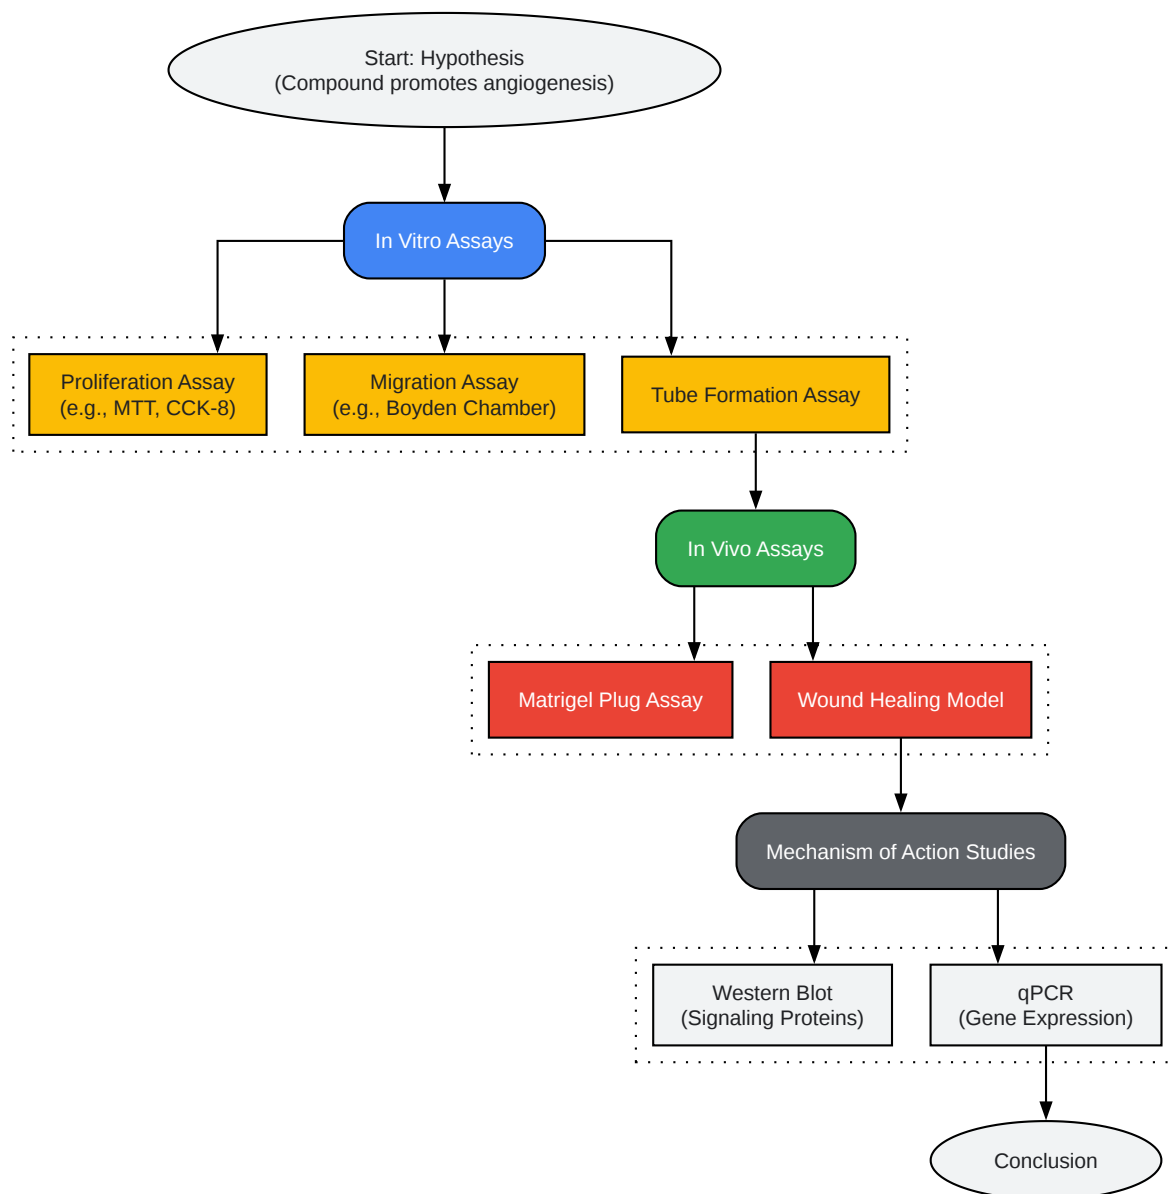 Start: Hypothesis
(Compound promotes angiogenesis)
In Vitro Assays
Proliferation Assay
(e.g., MTT, CCK-8)
Migration Assay
(e.g., Boyden Chamber)
Tube Formation Assay
In Vivo Assays
Matrigel Plug Assay
Wound Healing Model
Mechanism of Action Studies
Western Blot
(Signaling Proteins)
qPCR
(Gene Expression)
Conclusion